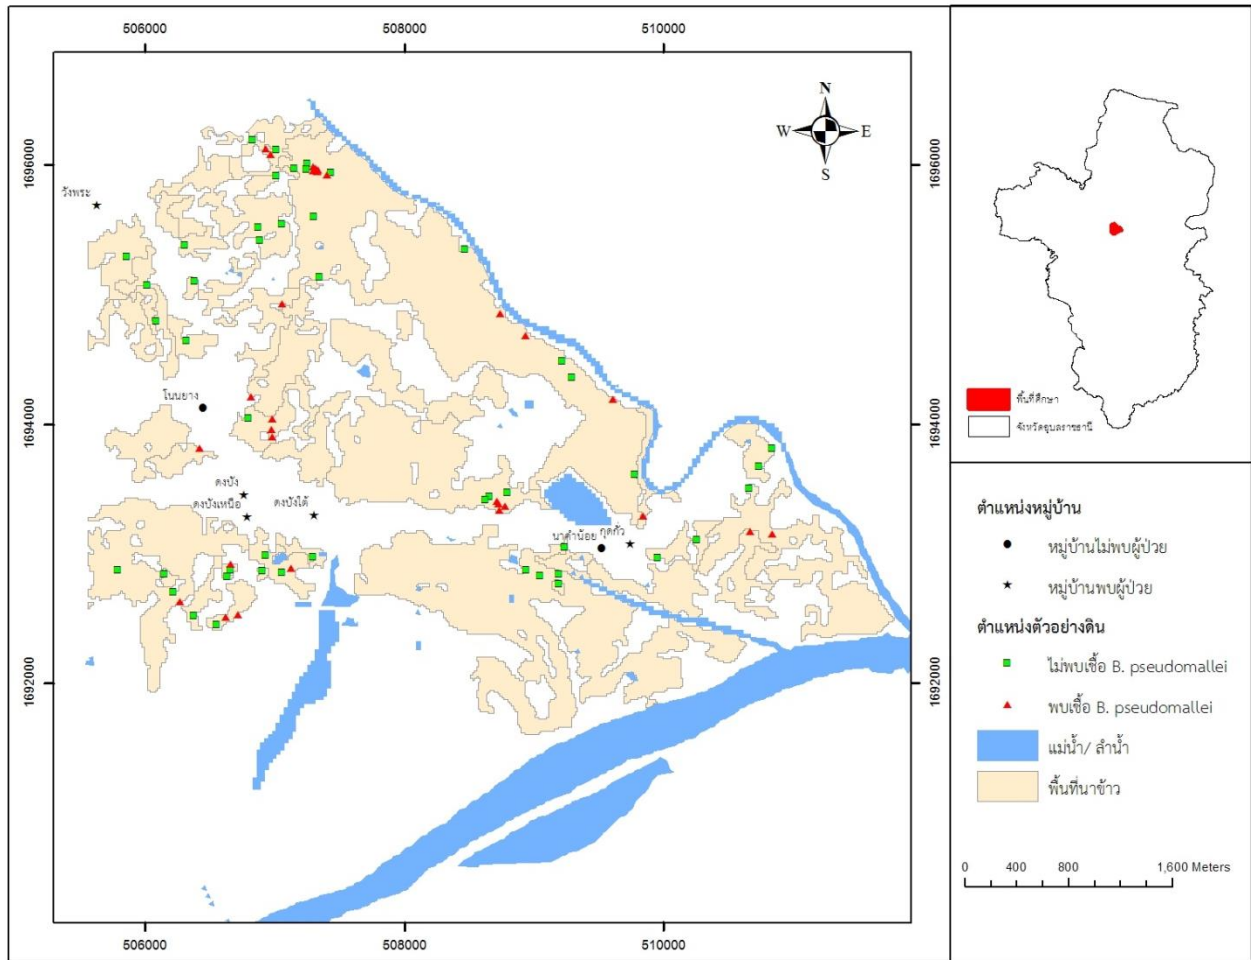 506000 508000 510000
N
W E
S
1696000 1696000
วังพระ
โนนยาง
1694000 1694000
ดงบัง
ดงบังเหนือ ดงบังใต้
นาคำน้อย กุดกั่ว
1692000 1692000
506000 508000 510000
พื้นที่ศึกษา
จังหวัดอุบลราชธานี
ตำแหน่งหมู่บ้าน
หมู่บ้านไม่พบผู้ป่วย
หมู่บ้านพบผู้ป่วย
ตำแหน่งตัวอย่างดิน
ไม่พบเชื้อ B. pseudomallei
พบเชื้อ B. pseudomallei
แม่น้ำ/ ลำน้ำ
พื้นที่นาข้าว
0 400 800 1,600 Meters